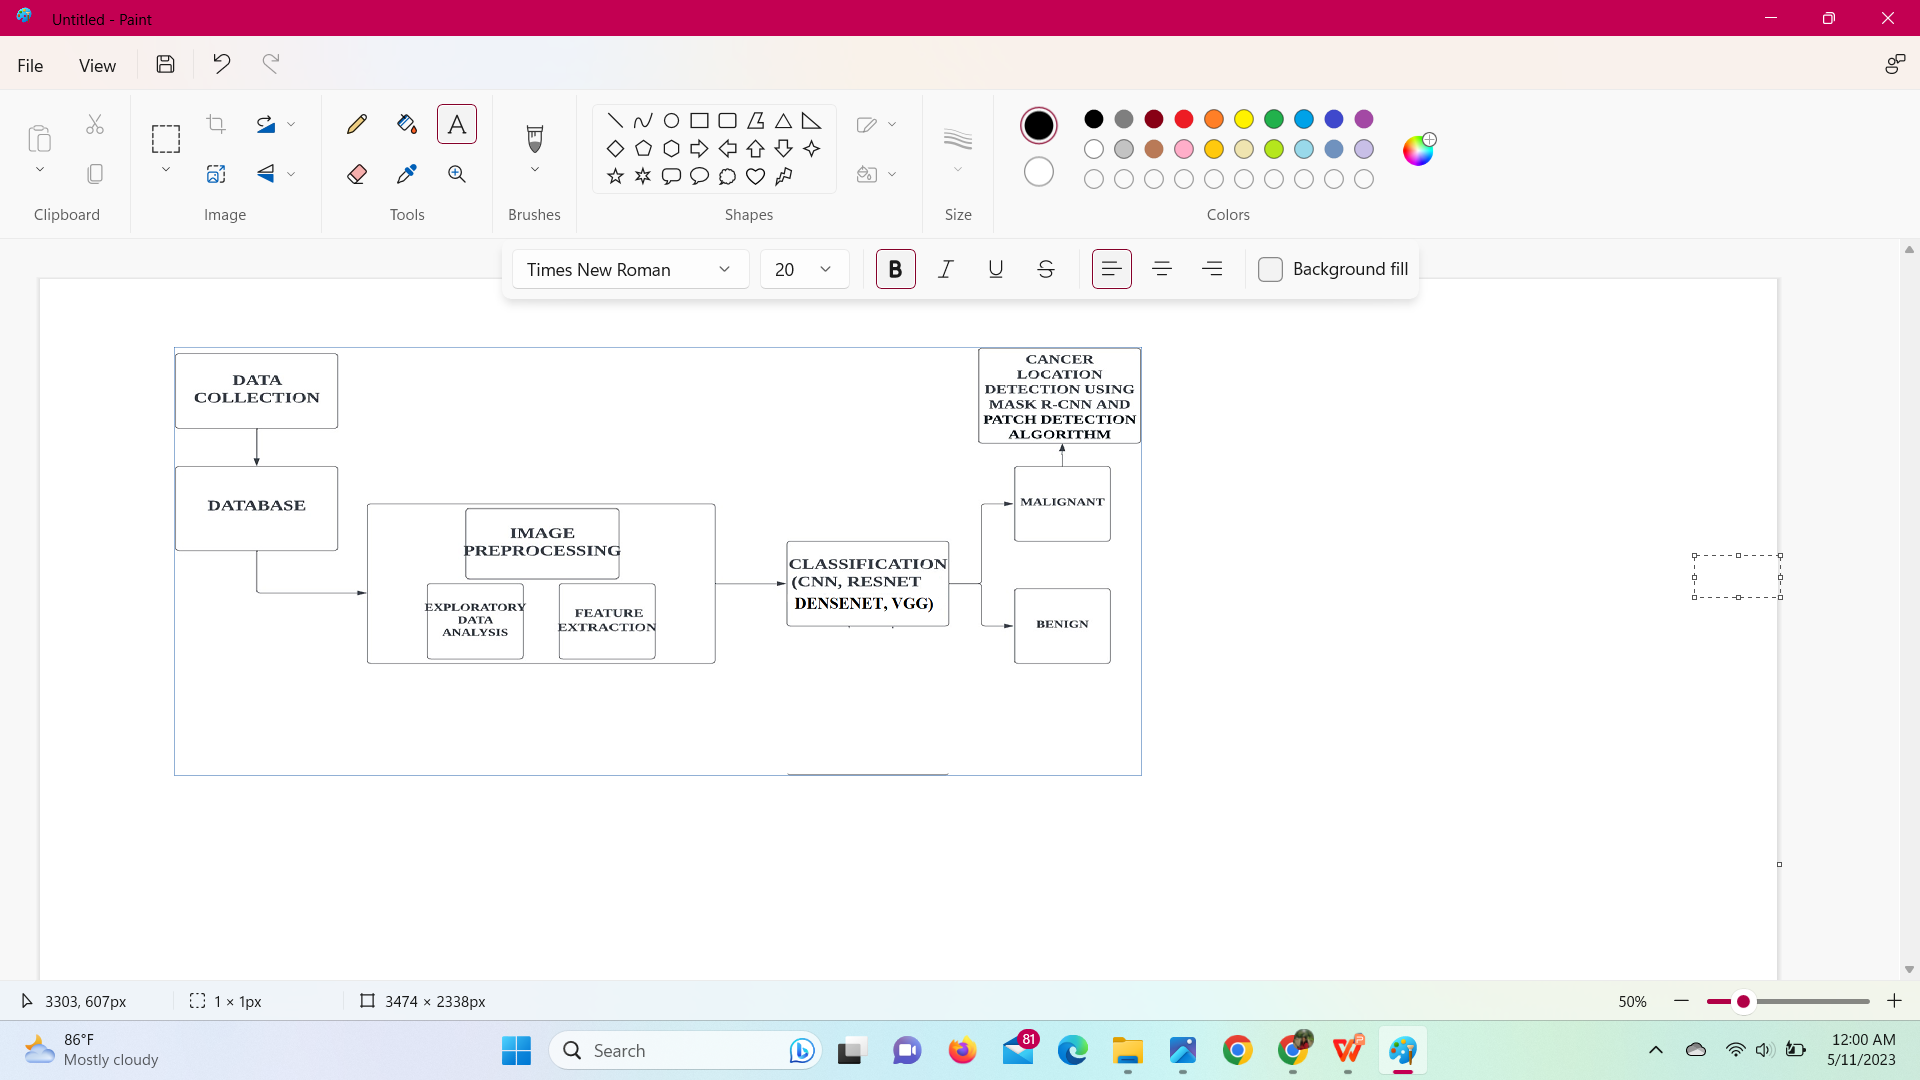 Untitled - Paint
File
View
Clipboard
Image
Tools
Brushes
Shapes
Size
Colors
Times New Roman
20
B
I
U
S
Background fill
DATA
COLLECTION
DATABASE
IMAGE
PREPROCESSING
EXPLORATORY
DATA
ANALYSIS
FEATURE
EXTRACTION
CLASSIFICATION
(CNN, RESNET
DENSENET, VGG)
CANCER
LOCATION
DETECTION USING
MASK R-CNN AND
PATCH DETECTION
ALGORITHM
MALIGNANT
BENIGN
3303, 607px
1 × 1px
3474 × 2338px
50%
86°F
Mostly cloudy
Search
81
12:00 AM
5/11/2023